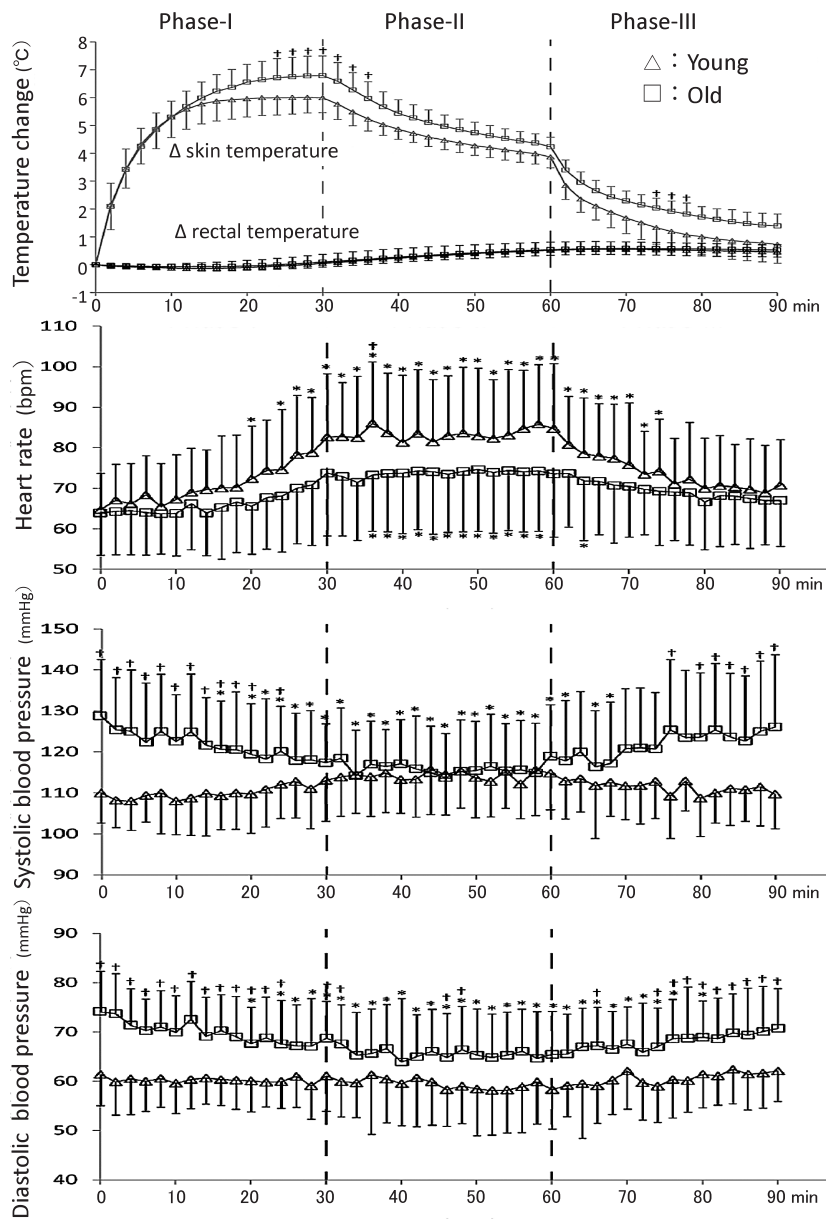 Phase-I Phase-II Phase-III
Temperature change (℃)
8
7
6
5
4
3
2
1
0
-1
△ : Young
□ : Old
Δ skin temperature
Δ rectal temperature
0 10 20 30 40 50 60 70 80 90 min
Heart rate (bpm)
110
100
90
80
70
60
50
0 10 20 30 40 50 60 70 80 90 min
Systolic blood pressure (mmHg)
150
140
130
120
110
100
90
0 10 20 30 40 50 60 70 80 90 min
Diastolic blood pressure (mmHg)
90
80
70
60
50
40
0 10 20 30 40 50 60 70 80 90 min